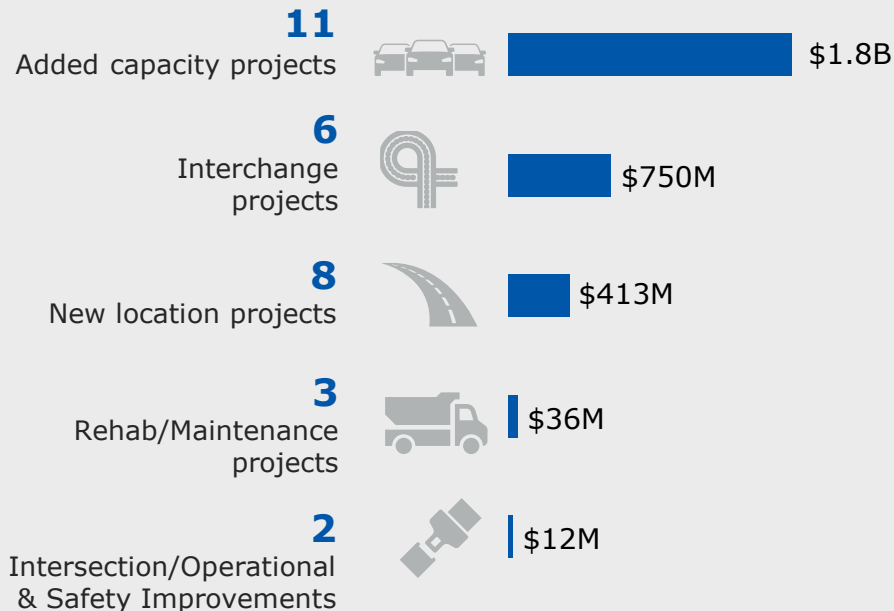 11
Added capacity projects
$1.8B
6
Interchange
projects
$750M
8
New location projects
$413M
3
Rehab/Maintenance
projects
$36M
2
Intersection/Operational
& Safety Improvements
$12M